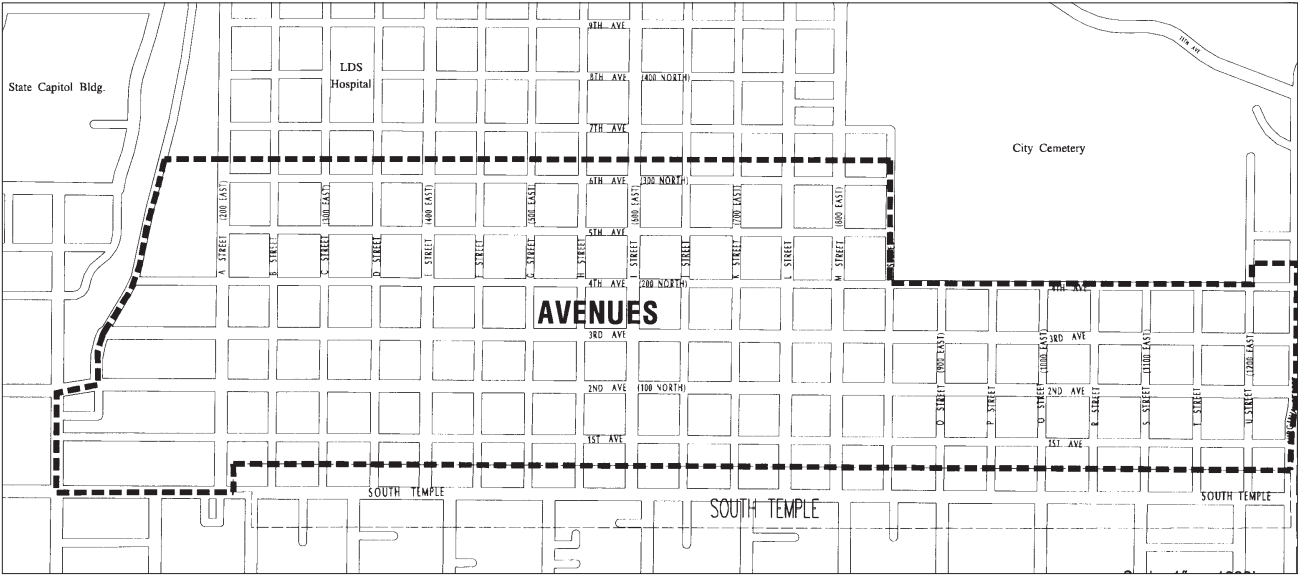 9TH AVE
11TH AVE
LDS
Hospital
State Capitol Bldg.
8TH AVE (400 NORTH)
7TH AVE
City Cemetery
6TH AVE (300 NORTH)
(200 EAST)
(300 EAST)
(400 EAST)
(500 EAST)
(600 EAST)
(700 EAST)
(800 EAST)
5TH AVE
A STREET
B STREET
C STREET
D STREET
E STREET
F STREET
G STREET
H STREET
I STREET
STREET
K STREET
L STREET
M STREET
4TH AVE (200 NORTH)
4TH AVE
AVENUES
3RD AVE
3RD AVE
(900 EAST)
(1000 EAST)
(1100 EAST)
(1200 EAST
2ND AVE (100 NORTH)
2ND AVE
O STREET
P STREET
Q STREET
R STREET
S STREET
T STREET
U STREET
1ST AVE
1ST AVE
SOUTH TEMPLE
SOUTH TEMPLE
SOUTH TEMPLE